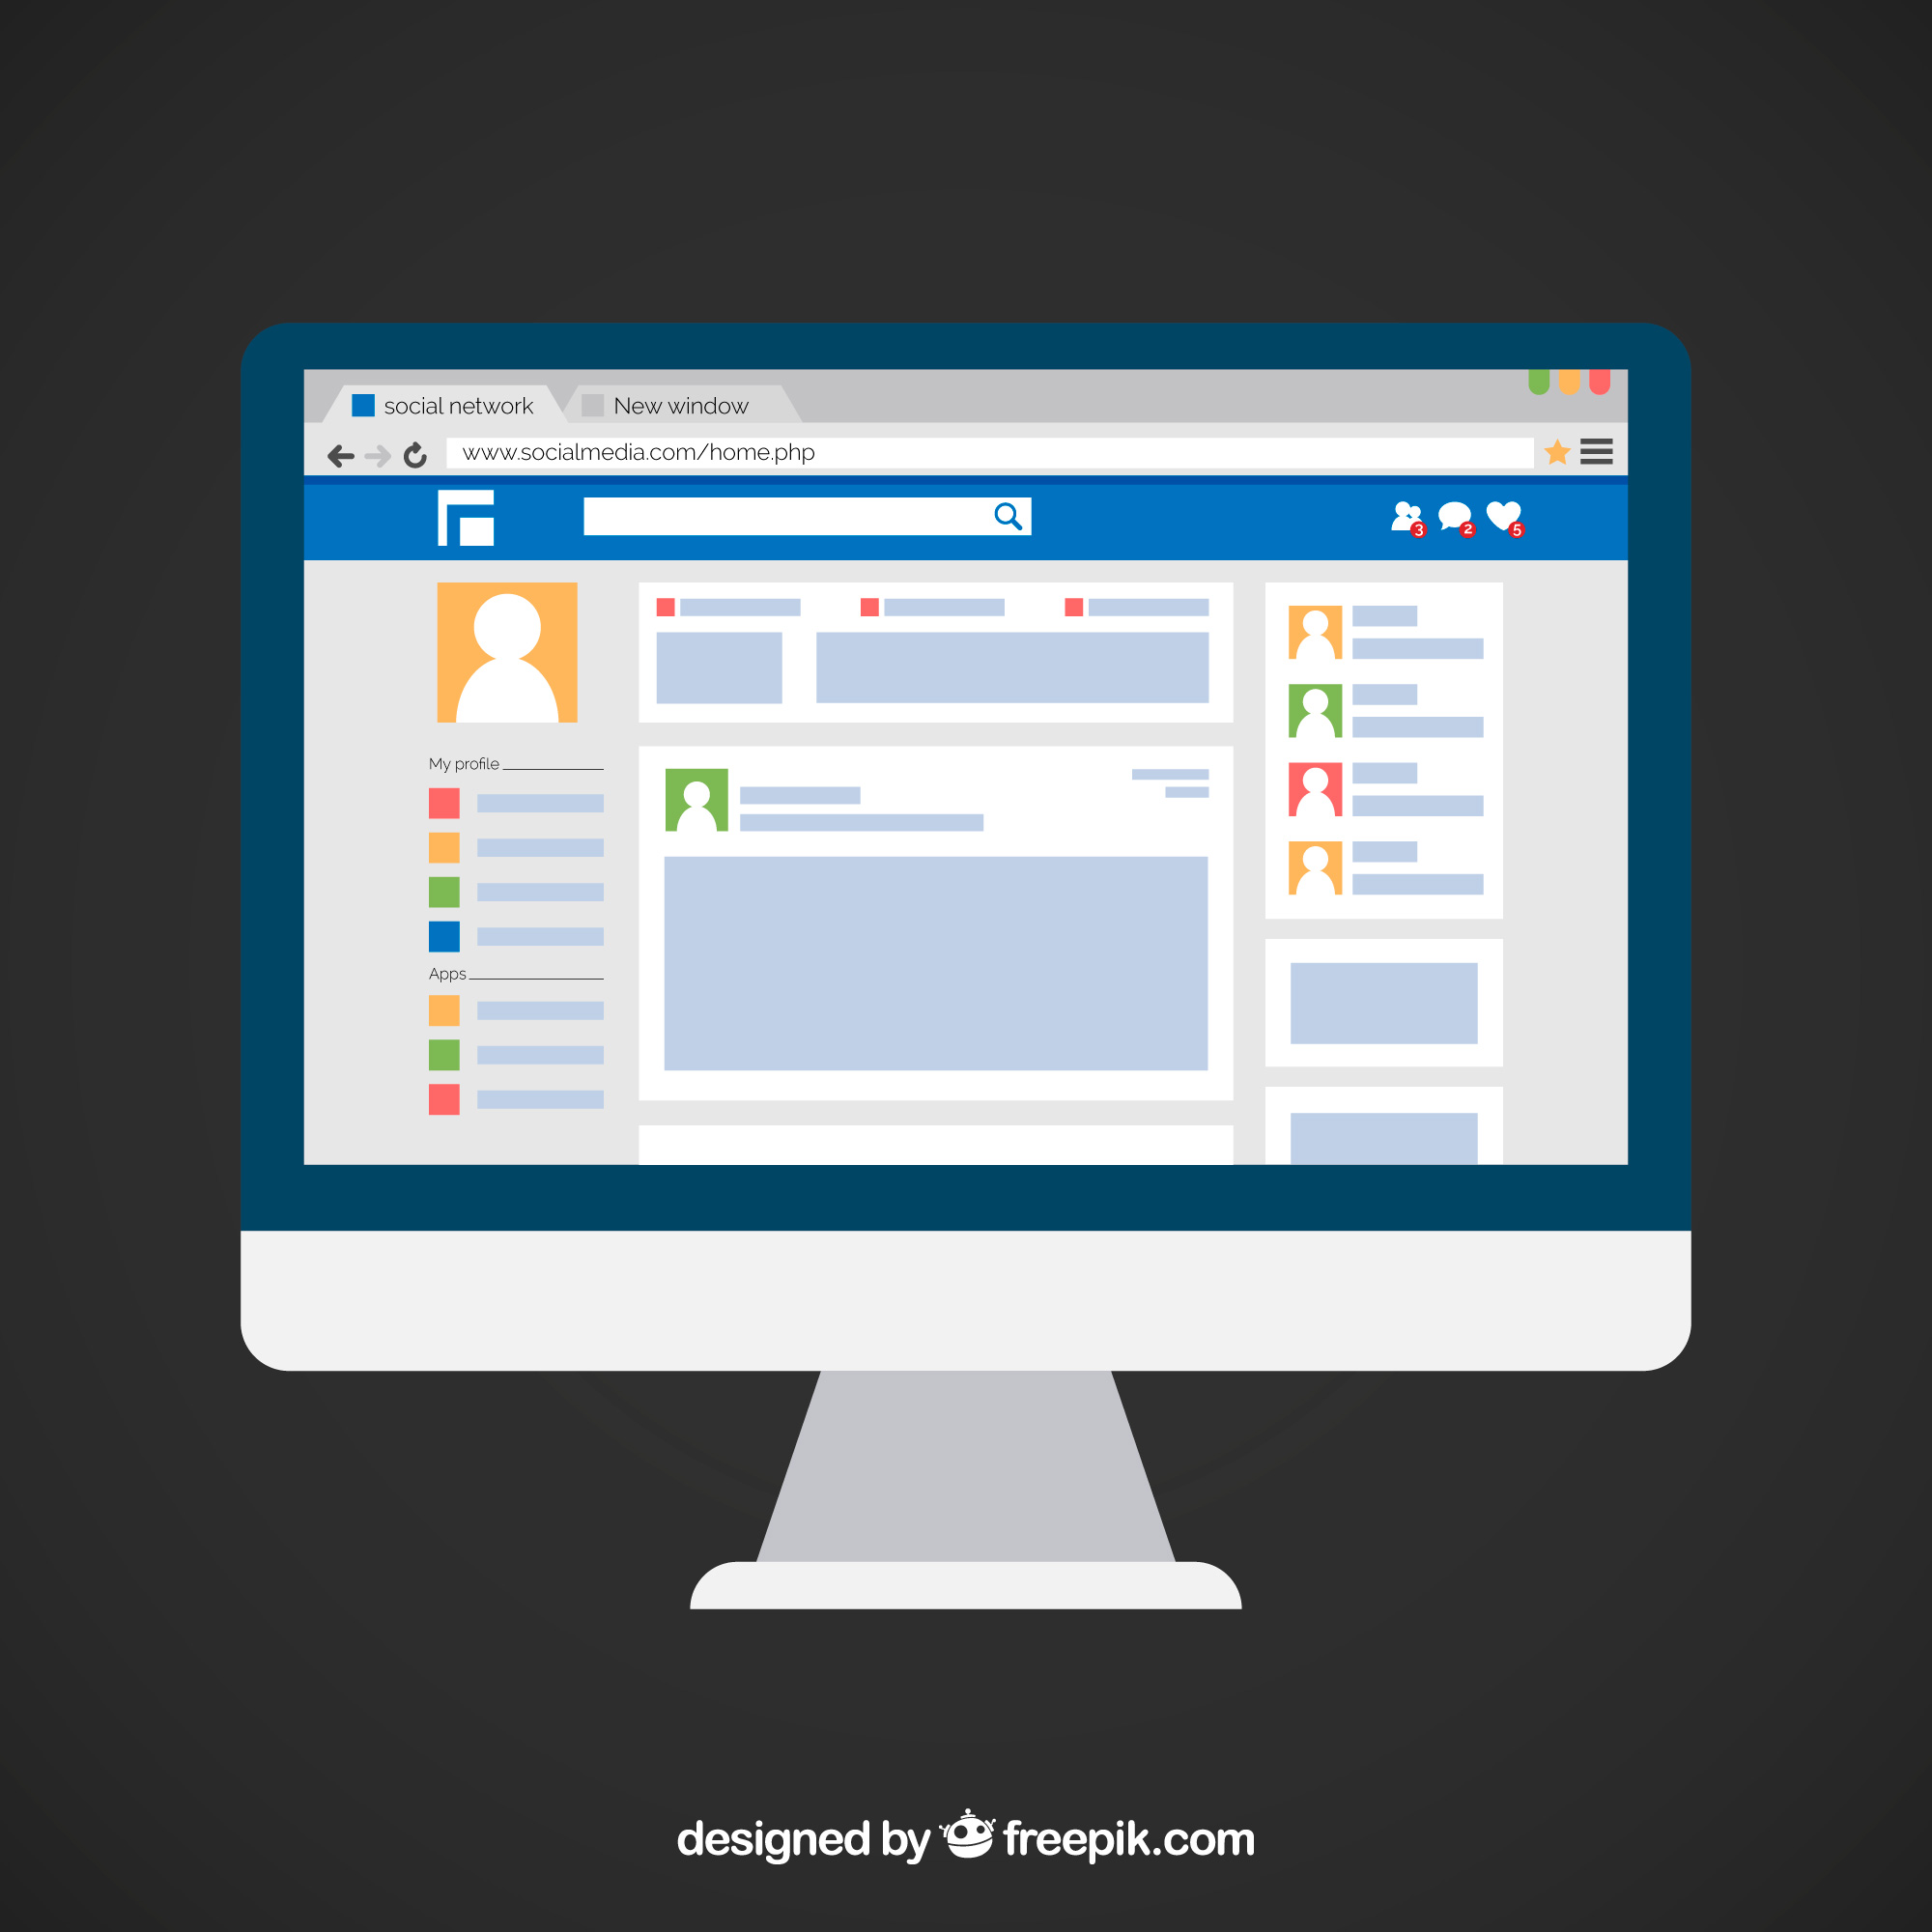 social network
New window
www.socialmedia.com/home.php
3
2
5
My profile
Apps
designed by freepik.com